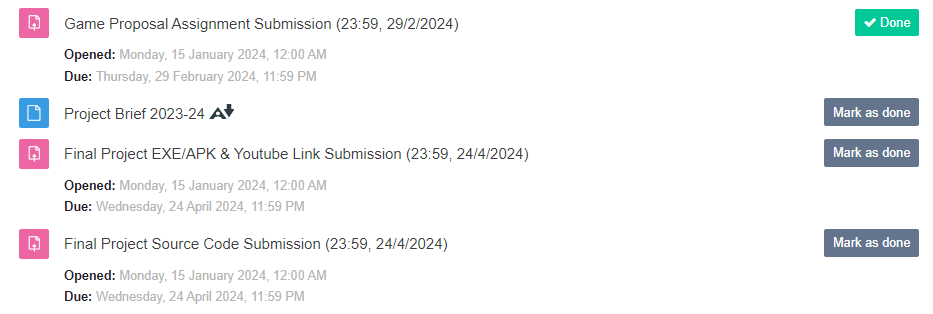 Game Proposal Assignment Submission (23:59, 29/2/2024)
Done
Opened: Monday, 15 January 2024, 12:00 AM
Due: Thursday, 29 February 2024, 11:59 PM
Project Brief 2023-24
Mark as done
Final Project EXE/APK & Youtube Link Submission (23:59, 24/4/2024)
Mark as done
Opened: Monday, 15 January 2024, 12:00 AM
Due: Wednesday, 24 April 2024, 11:59 PM
Final Project Source Code Submission (23:59, 24/4/2024)
Mark as done
Opened: Monday, 15 January 2024, 12:00 AM
Due: Wednesday, 24 April 2024, 11:59 PM